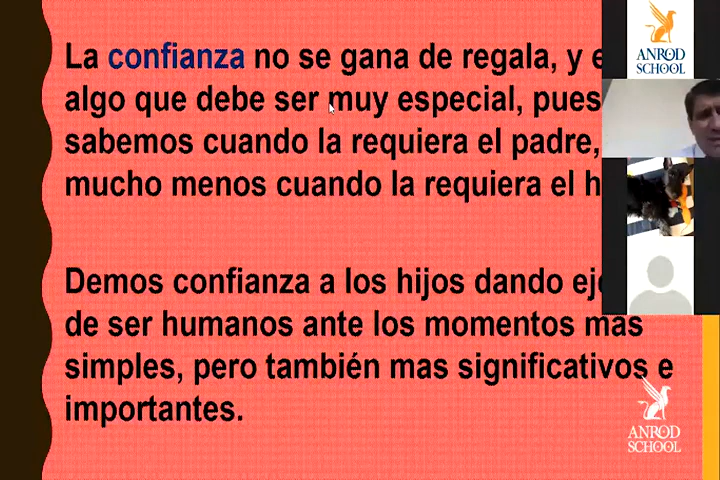 La confianza no se gana de regala, y e
algo que debe ser muy especial, pues
sabemos cuando la requiera el padre,
mucho menos cuando la requiera el h
Demos confianza a los hijos dando eje
de ser humanos ante los momentos mas
simples, pero también mas significativos e
importantes.
ANROD
SCHOOL
ANROD
SCHOOL